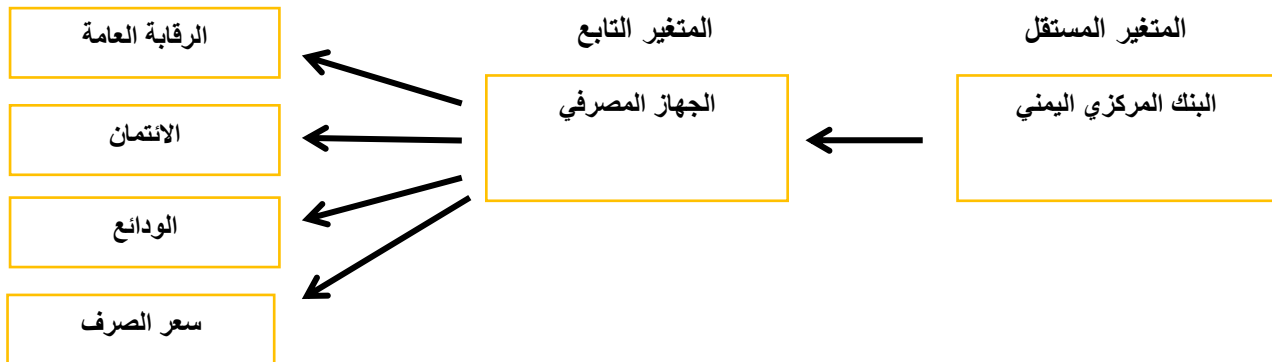 المتغير المستقل
المتغير التابع
البنك المركزي اليمني
الجهاز المصرفي
الرقابة العامة
الائتمان
الودائع
سعر الصرف